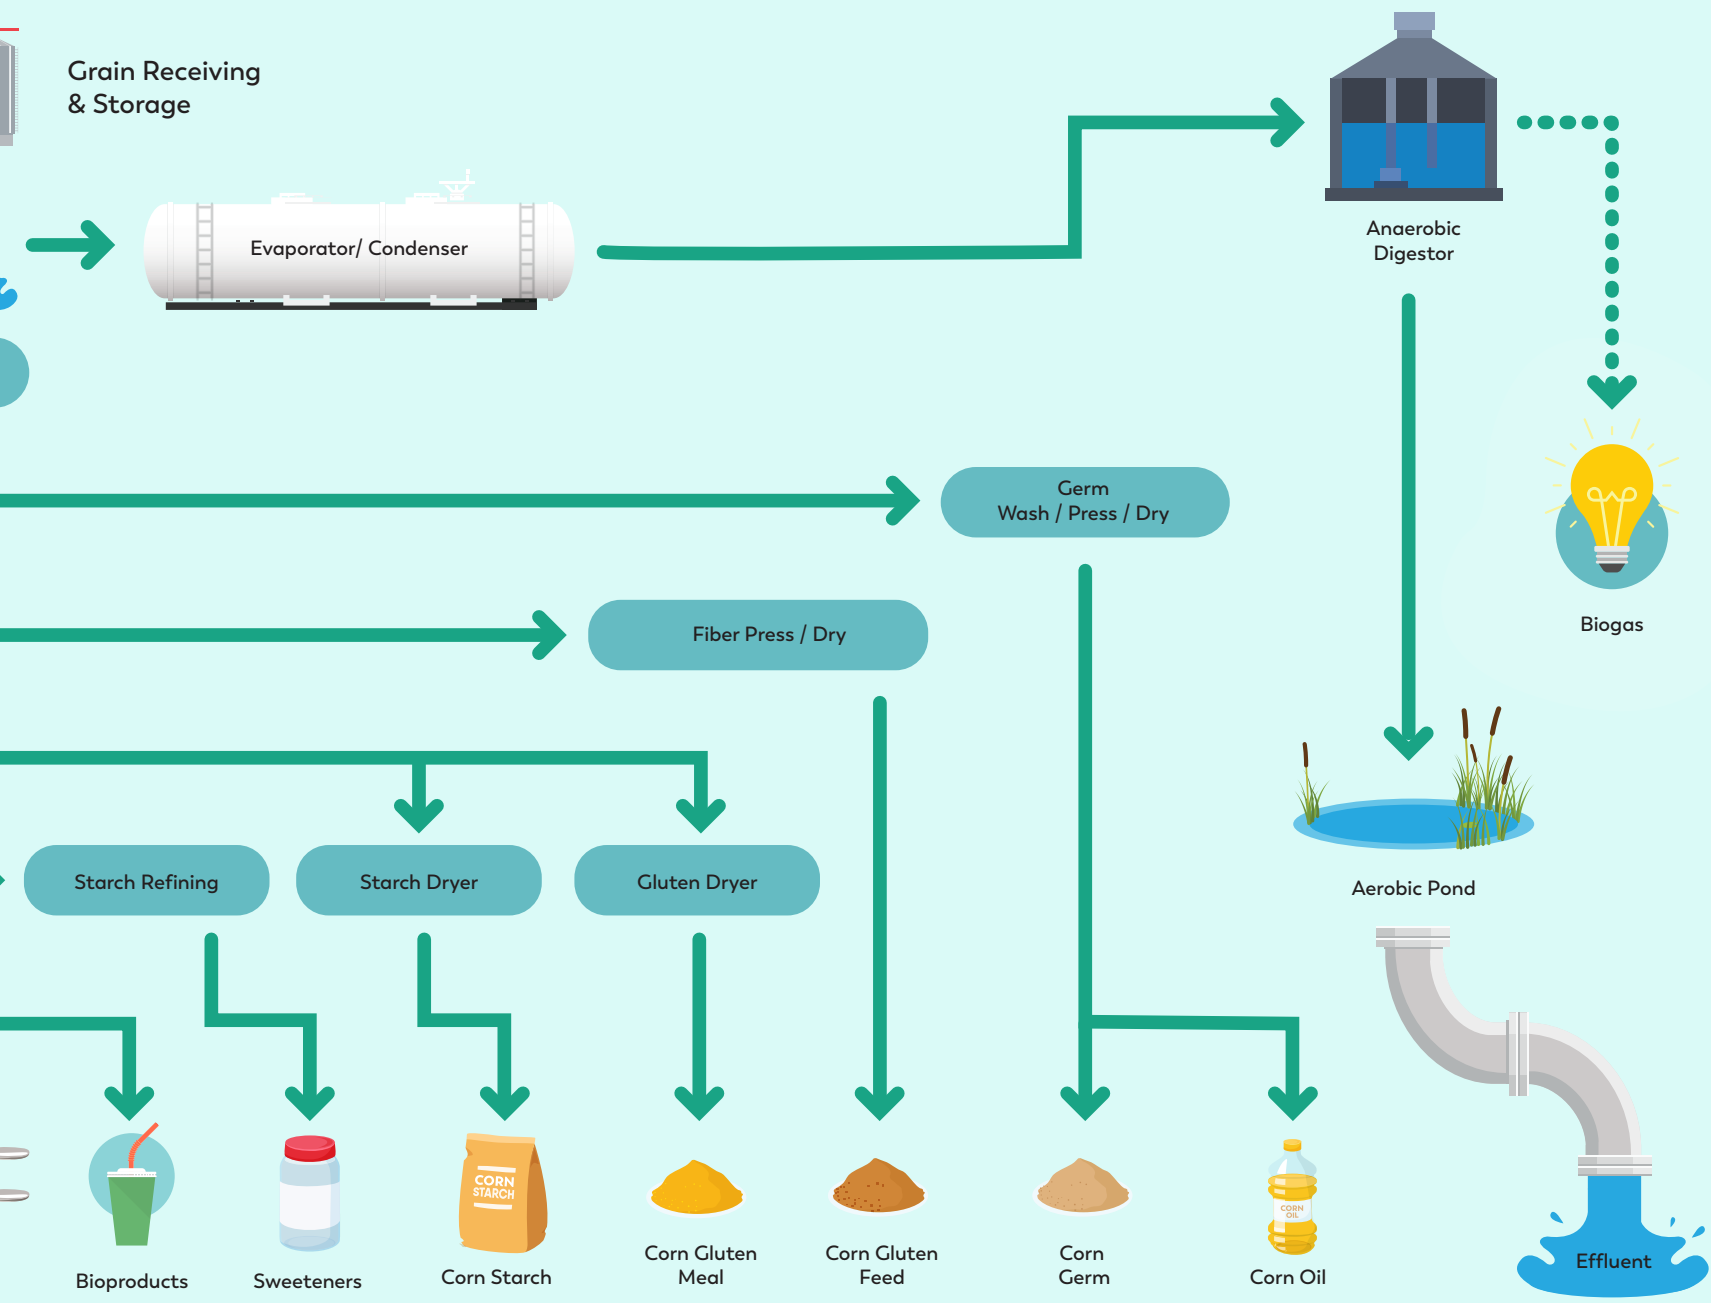 Grain Receiving
& Storage
Evaporator/ Condenser
Anaerobic
Digestor
Germ
Wash / Press / Dry
Biogas
Fiber Press / Dry
Starch Refining
Starch Dryer
Gluten Dryer
Aerobic Pond
CORN
STARCH
CORN
OIL
Bioproducts
Sweeteners
Corn Starch
Corn Gluten
Meal
Corn Gluten
Feed
Corn
Germ
Corn Oil
Effluent